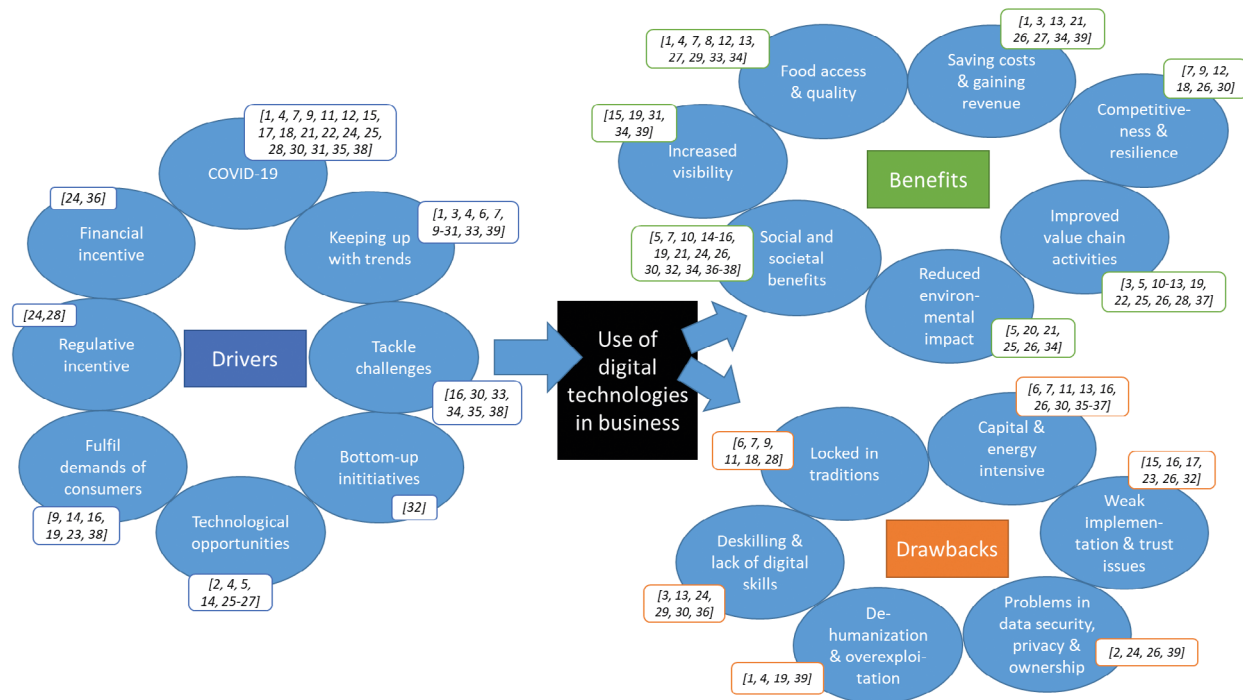 [1, 4, 7, 9, 11, 12, 15,
17, 18, 21, 22, 24, 25,
28, 30, 31, 35, 38]
COVID-19
[24, 36]
Financial
incentive
[1, 3, 4, 6, 7,
9-31, 33, 39]
Keeping up
with trends
[24,28]
Regulative
incentive
Drivers
Tackle
challenges
[16, 30, 33,
34, 35, 38]
Fulfil
demands of
consumers
[9, 14, 16,
19, 23, 38]
Bottom-up
inititiatives
[32]
Technological
opportunities
[2, 4, 5,
14, 25-27]
Use of
digital
technologies
in business
[1, 4, 7, 8, 12, 13,
27, 29, 33, 34]
Food access
& quality
[1, 3, 13, 21,
26, 27, 34, 39]
Saving costs
& gaining
revenue
[7, 9, 12,
18, 26, 30]
Competitive-
ness &
resilience
[15, 19, 31,
34, 39]
Increased
visibility
Benefits
Improved
value chain
activities
[3, 5, 10-13, 19,
22, 25, 26, 28, 37]
[5, 7, 10, 14-16,
19, 21, 24, 26,
30, 32, 34, 36-38]
Social and
societal
benefits
Reduced
environ-
mental
impact
[5, 20, 21,
25, 26, 34]
[6, 7, 9,
11, 18, 28]
Locked in
traditions
[6, 7, 11, 13, 16,
26, 30, 35-37]
Capital &
energy
intensive
[15, 16, 17,
23, 26, 32]
Weak
implemen-
tation & trust
issues
Drawbacks
Deskilling &
lack of digital
skills
[3, 13, 24,
29, 30, 36]
De-
humanization
& overexploi-
tation
[1, 4, 19, 39]
Problems in
data security,
privacy &
ownership
[2, 24, 26, 39]